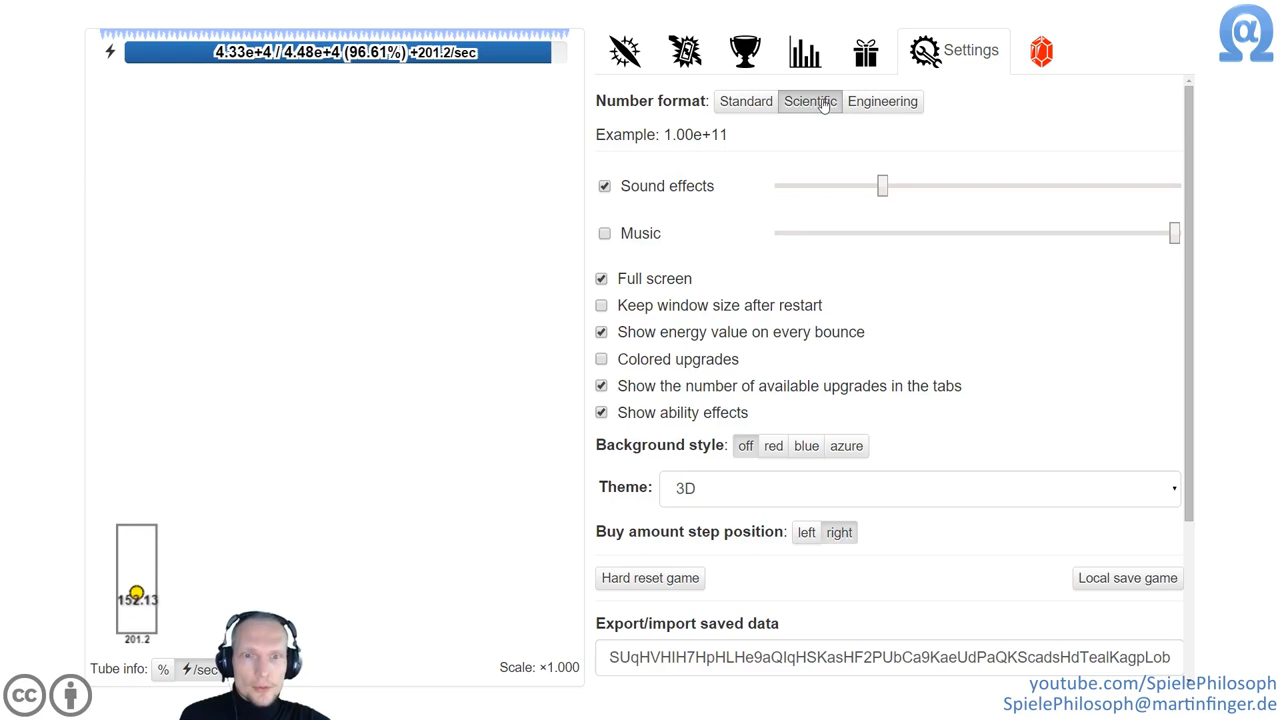 4.33e+4 / 4.48e+4 (96.61%) +201.2/sec
Settings
Number format: Standard Scientific Engineering
Example: 1.00e+11
Sound effects
Music
Full screen
Keep window size after restart
Show energy value on every bounce
Colored upgrades
Show the number of available upgrades in the tabs
Show ability effects
Background style: off red blue azure
Theme: 3D
Buy amount step position: left right
Hard reset game
Local save game
Export/import saved data
SUqHVHIH7HpHLHe9aQIqHSKasHF2PUbCa9KaeUdPaQKScadsHdTealKagpLob
152.13
201.2
Tube info: % /sec
Scale: ×1.000
cc
youtube.com/SpielePhilosoph
SpielePhilosoph@martinfinger.de
α
Ω